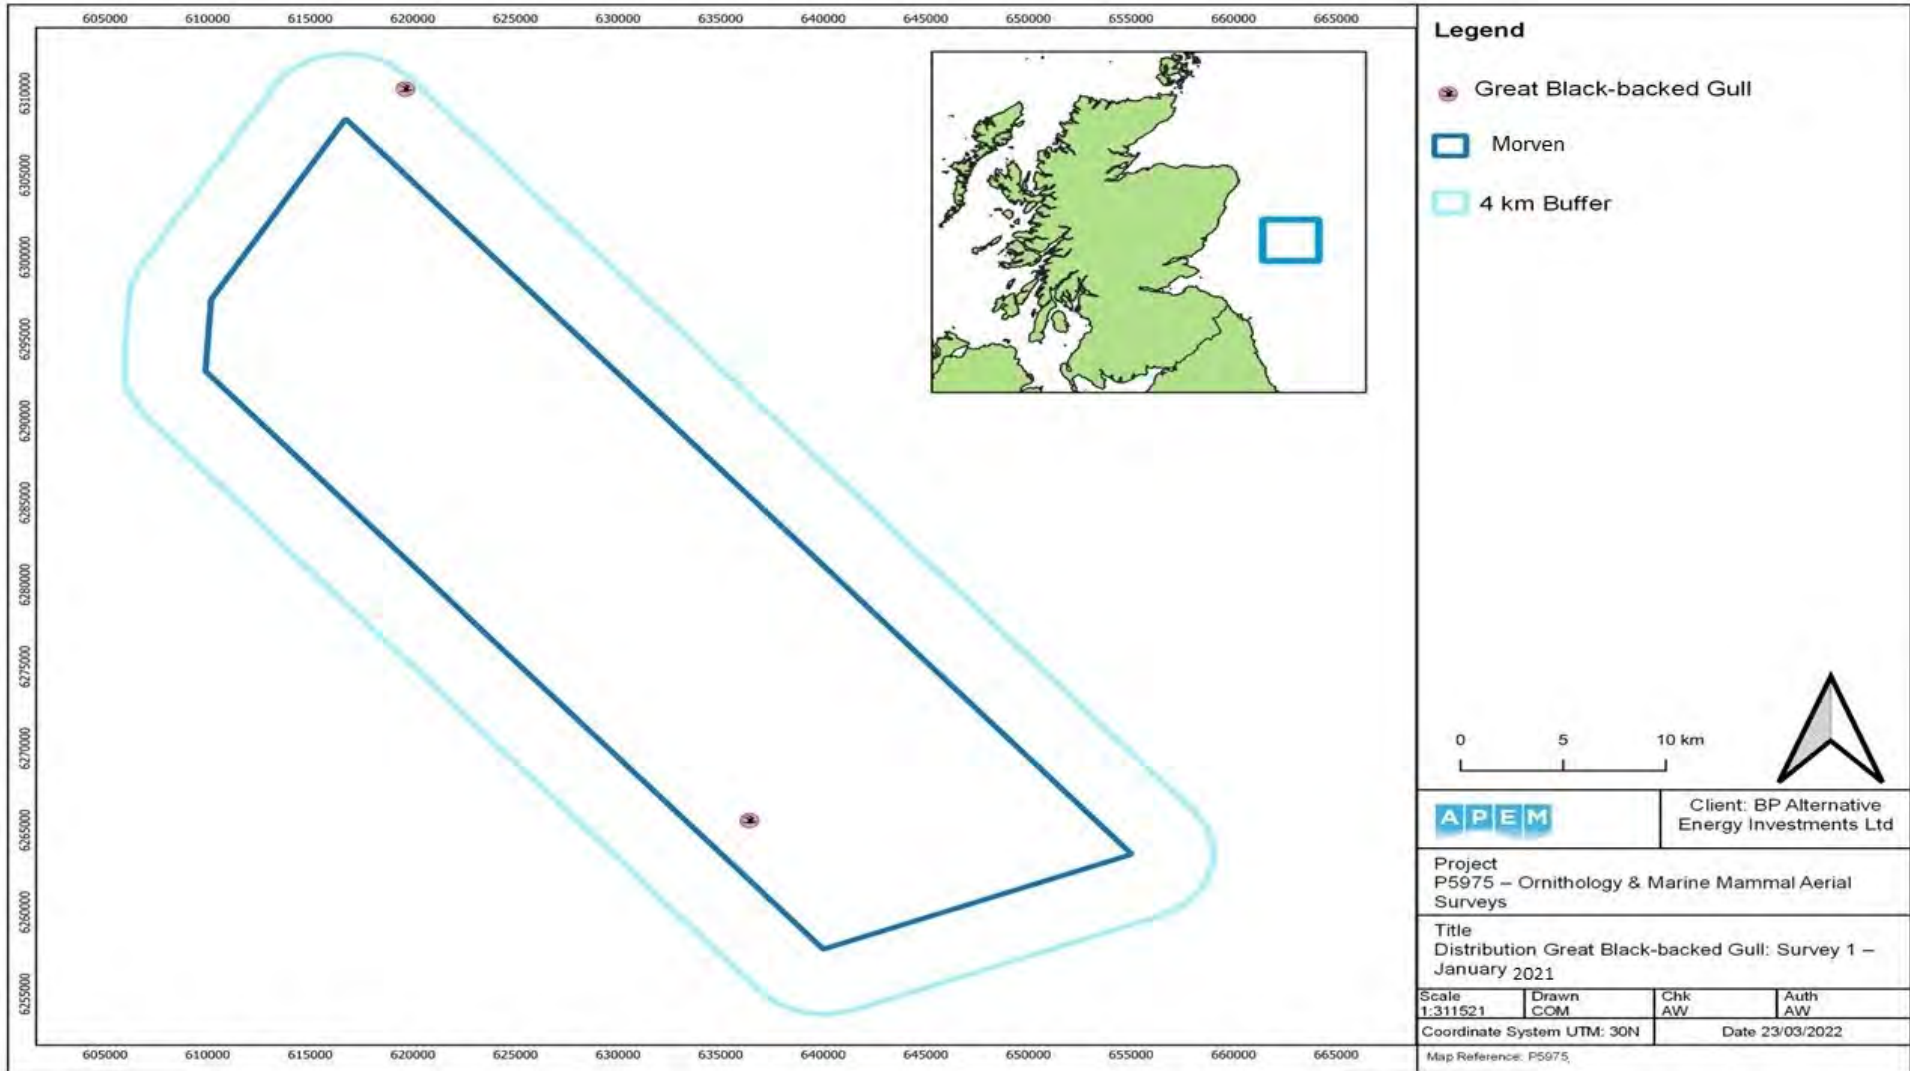 605000 610000 615000 620000 625000 630000 635000 640000 645000 650000 655000 660000 665000
6310000
6305000
6300000
6295000
6290000
6285000
6280000
6275000
6270000
6265000
6260000
6255000
605000 610000 615000 620000 625000 630000 635000 640000 645000 650000 655000 660000 665000
Legend
Great Black-backed Gull
Morven
4 km Buffer
0 5 10 km
APEM
Client: BP Alternative
Energy Investments Ltd
Project
P5975 – Ornithology & Marine Mammal Aerial
Surveys
Title
Distribution Great Black-backed Gull: Survey 1 –
January 2021
Scale Drawn Chk Auth
1:311521 COM AW AW
Coordinate System UTM: 30N Date 23/03/2022
Map Reference: P5975